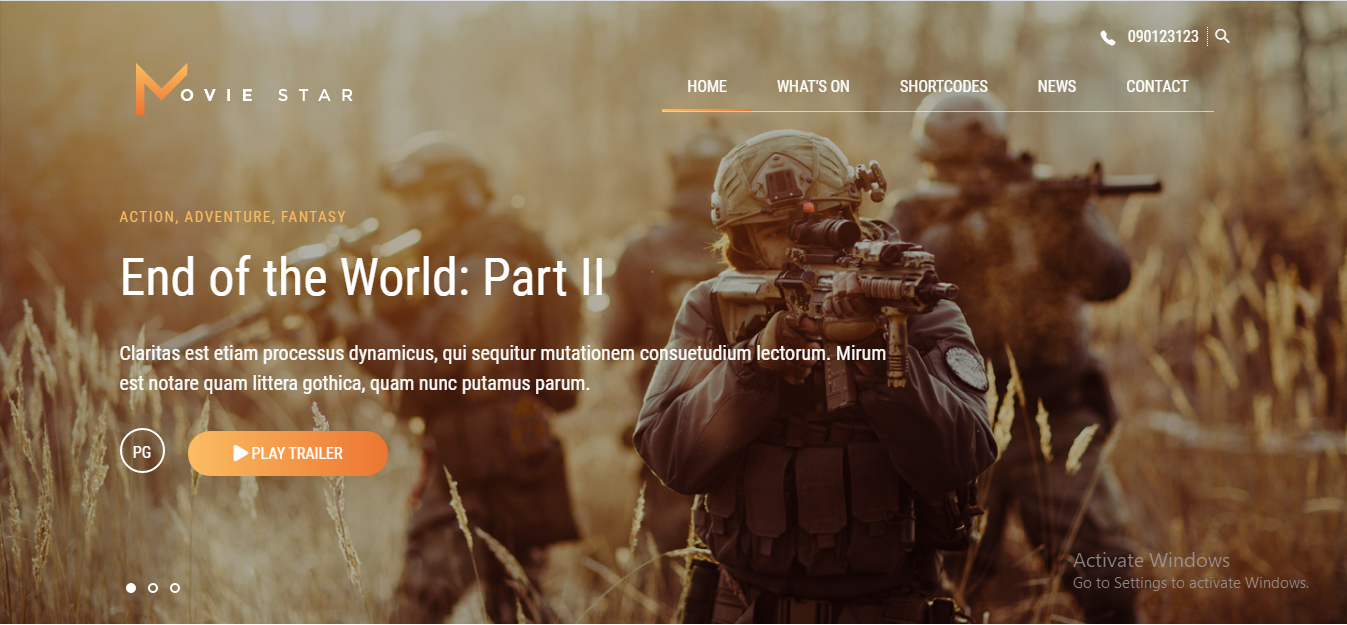 090123123
MOVIE STAR
HOME WHAT'S ON SHORTCODES NEWS CONTACT
ACTION, ADVENTURE, FANTASY
End of the World: Part II
Claritas est etiam processus dynamicus, qui sequitur mutationem consuetudium lectorum. Mirum
est notare quam littera gothica, quam nunc putamus parum.
PG
PLAY TRAILER
Activate Windows
Go to Settings to activate Windows.